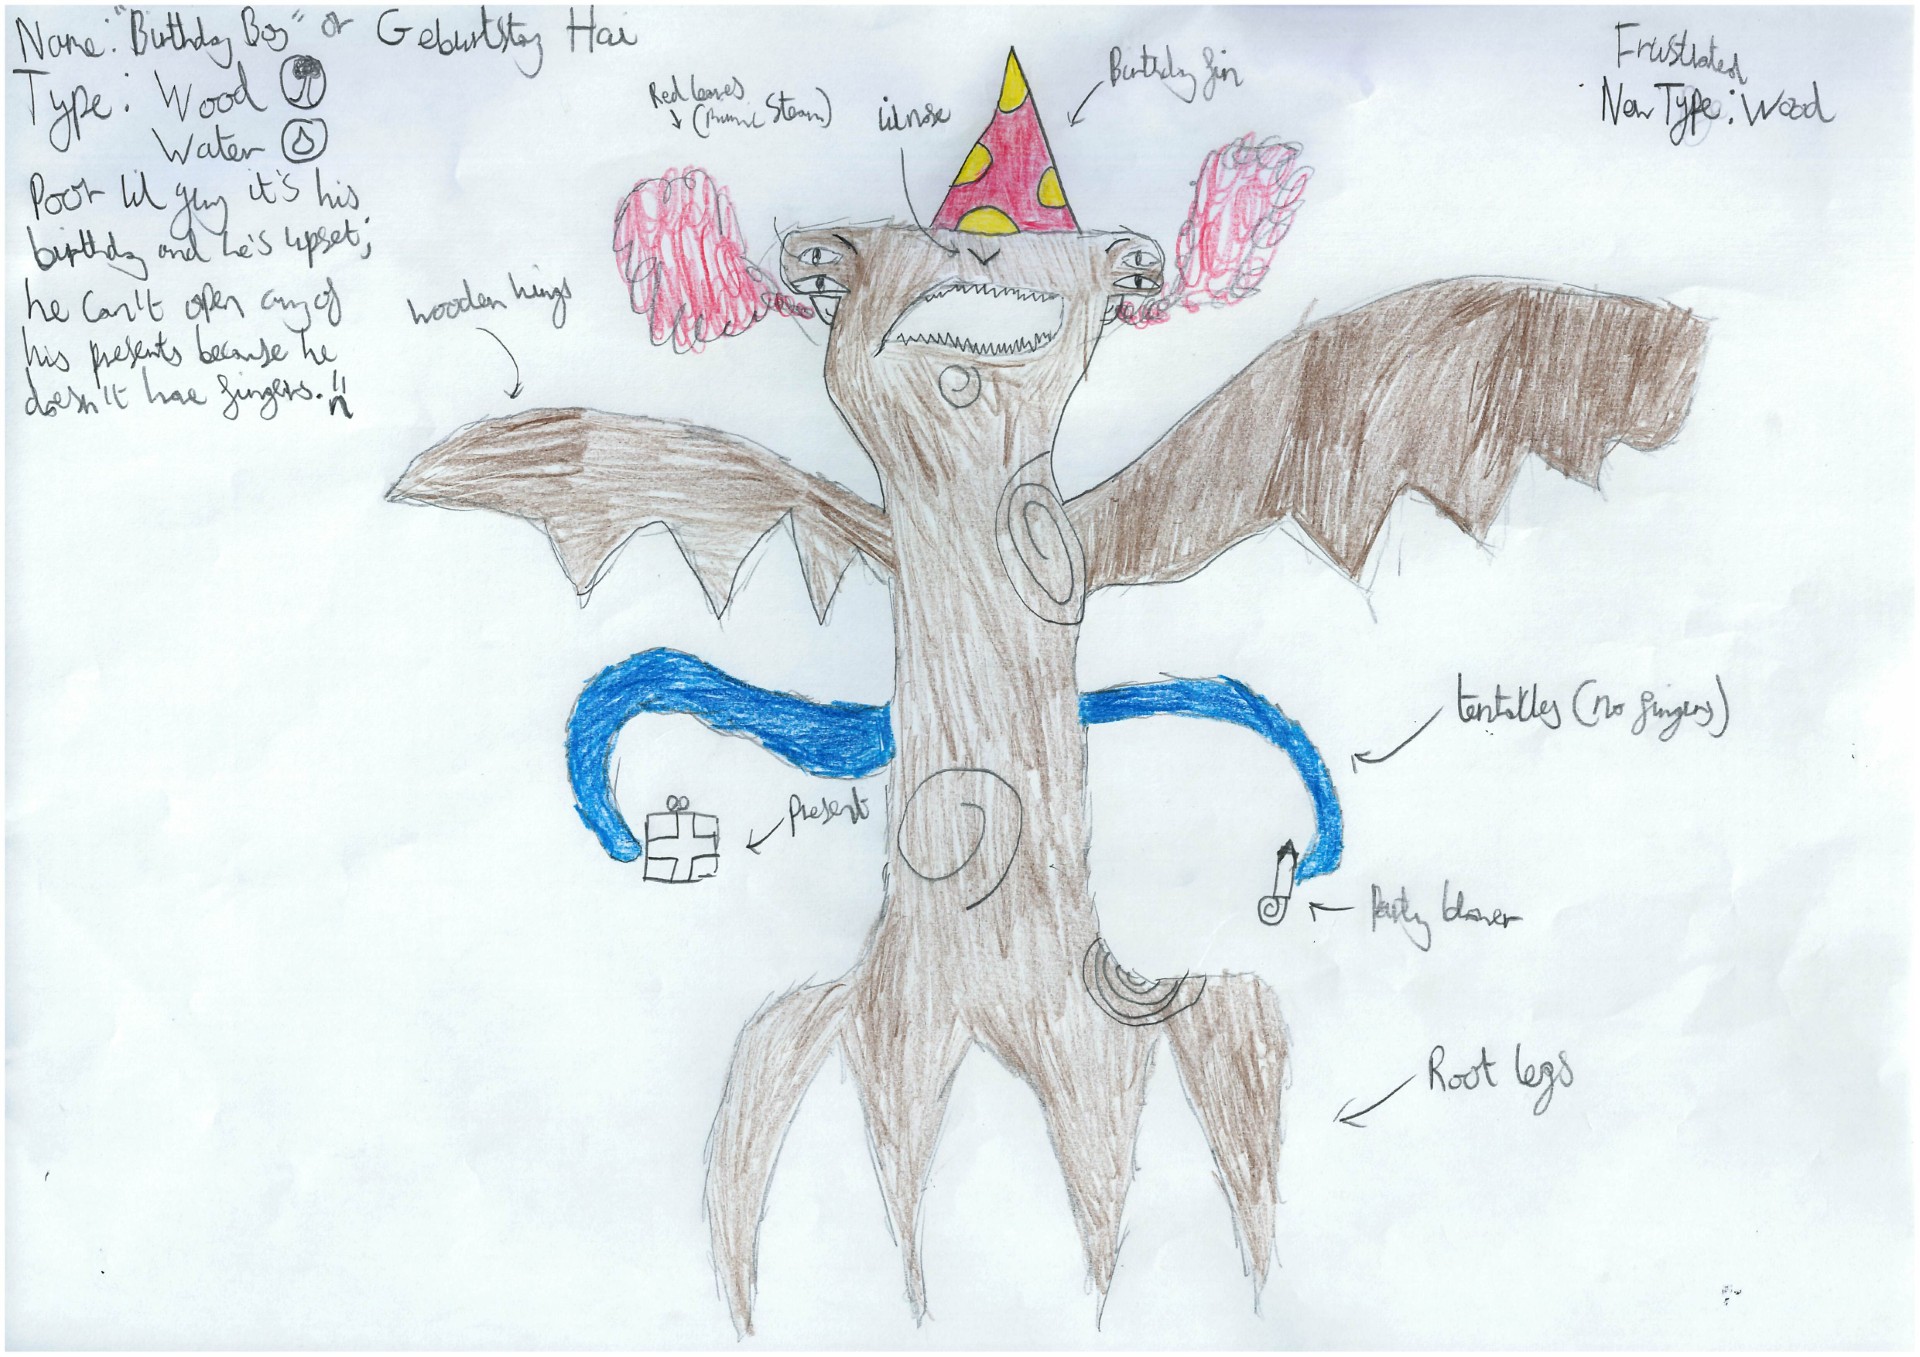 Name: "Birthday Boy" or Geburtstag Hai
Type: Wood
Water
Poor lil guy it's his
birthday and he's upset;
he can't open any of
his presents because he
doesn't have fingers.
Frustrated
New Type: Wood
Red leaves
Steam)
lil nose
Birthday fin
wooden wings
tentakles (no fingers)
present
Party blower
Root legs